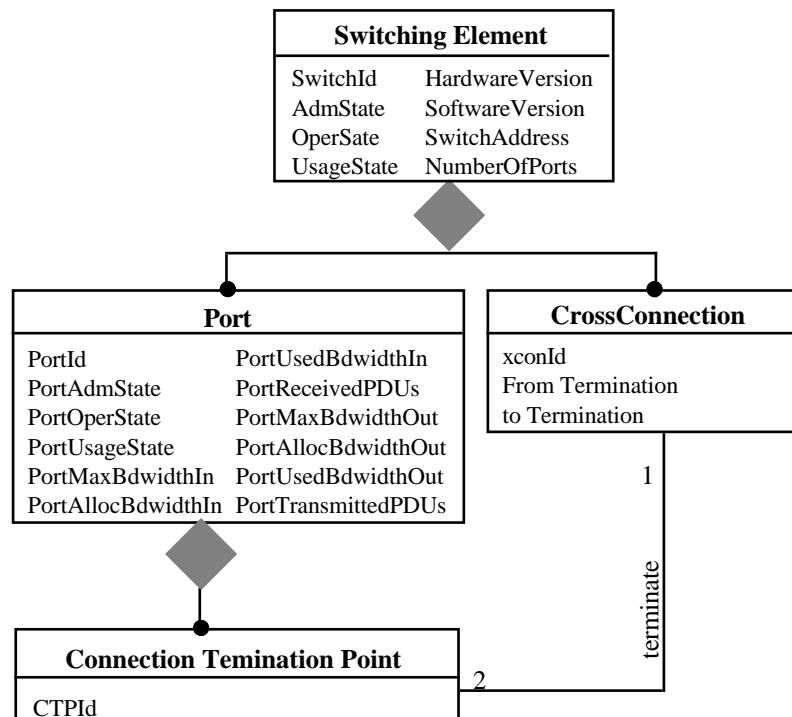 Switching Element
SwitchId HardwareVersion
AdmState SoftwareVersion
OperSate SwitchAddress
UsageState NumberOfPorts
Port
PortId PortUsedBdwidthIn
PortAdmState PortReceivedPDUs
PortOperState PortMaxBdwidthOut
PortUsageState PortAllocBdwidthOut
PortMaxBdwidthIn PortUsedBdwidthOut
PortAllocBdwidthIn PortTransmittedPDUs
CrossConnection
xconId
From Termination
to Termination
1
terminate
2
Connection Temination Point
CTPId